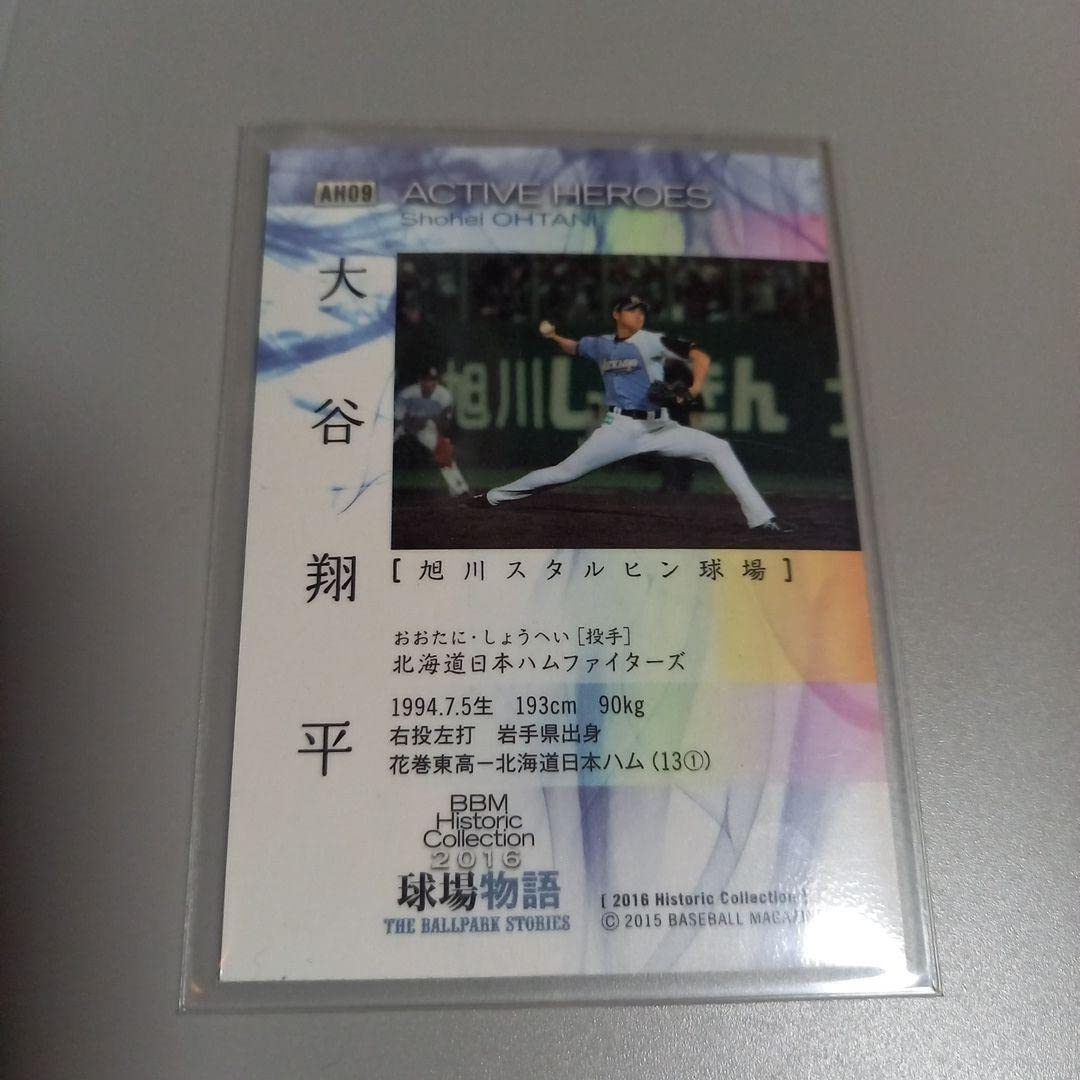 AH09 ACTIVE HEROES
Shohei OHTANI
大谷翔平
旭川
ん
[旭川スタルヒン球場]
おおたに・しょうへい[投手]
北海道日本ハムファイターズ
1994.7.5生 193cm 90kg
右投左打 岩手県出身
花巻東高ー北海道日本ハム(13①)
BBM
Historic
Collection
2016
球場物語
THE BALLPARK STORIES
[ 2016 Historic Collection ]
© 2015 BASEBALL